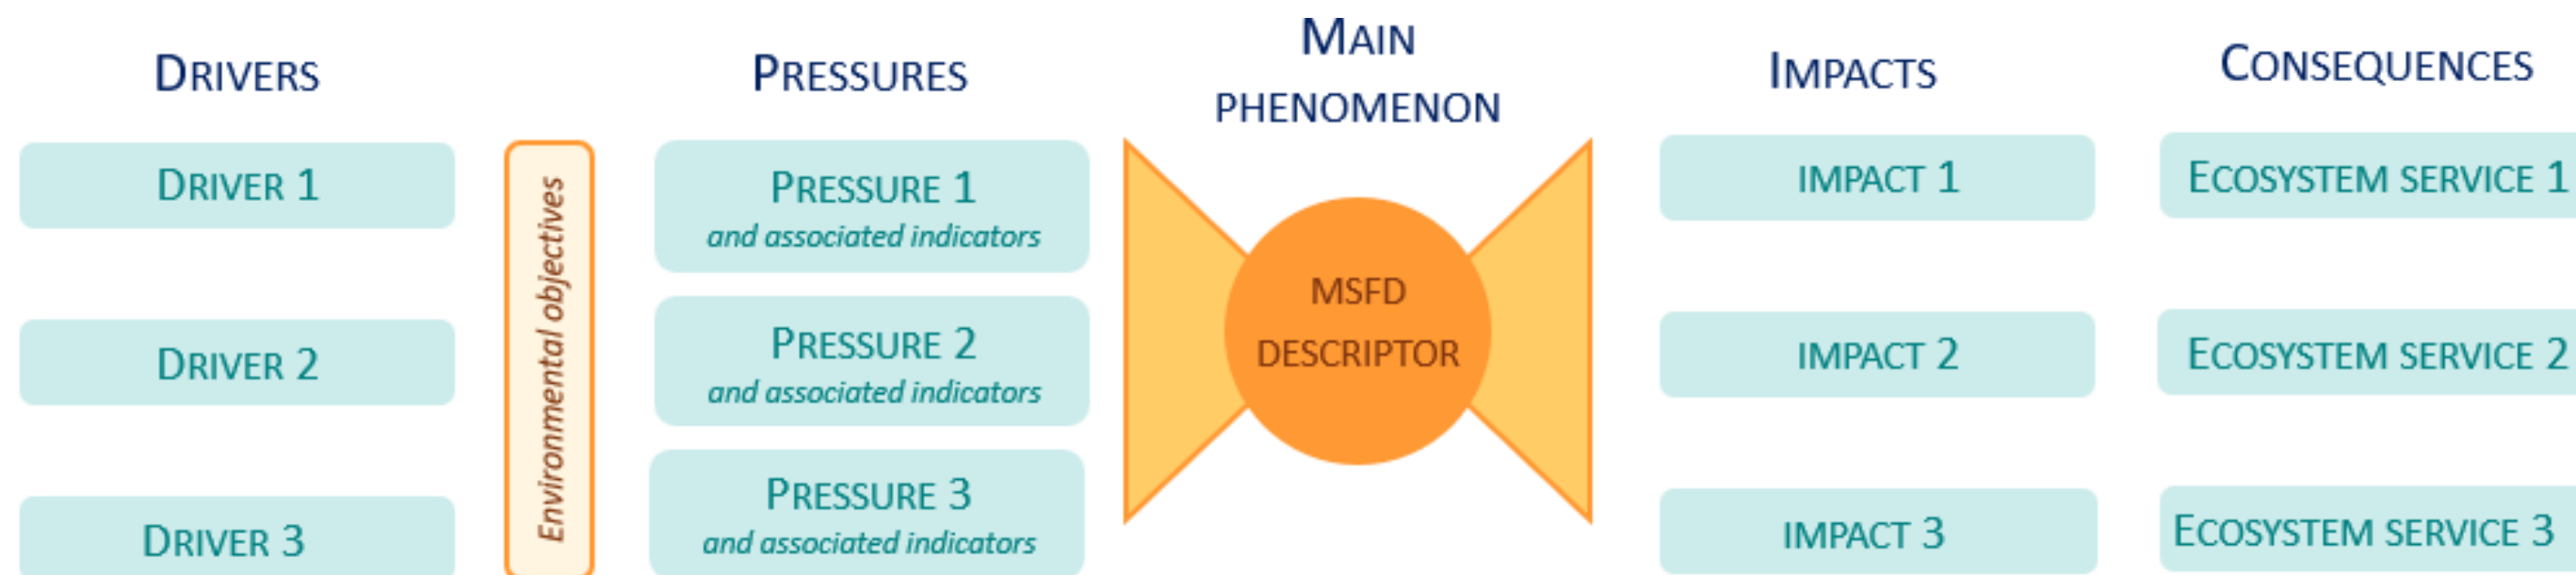 DRIVERS
DRIVER 1
DRIVER 2
DRIVER 3
Environmental objectives
PRESSURES
PRESSURE 1
and associated indicators
PRESSURE 2
and associated indicators
PRESSURE 3
and associated indicators
MAIN
PHENOMENON
MSFD
DESCRIPTOR
IMPACTS
IMPACT 1
IMPACT 2
IMPACT 3
CONSEQUENCES
ECOSYSTEM SERVICE 1
ECOSYSTEM SERVICE 2
ECOSYSTEM SERVICE 3